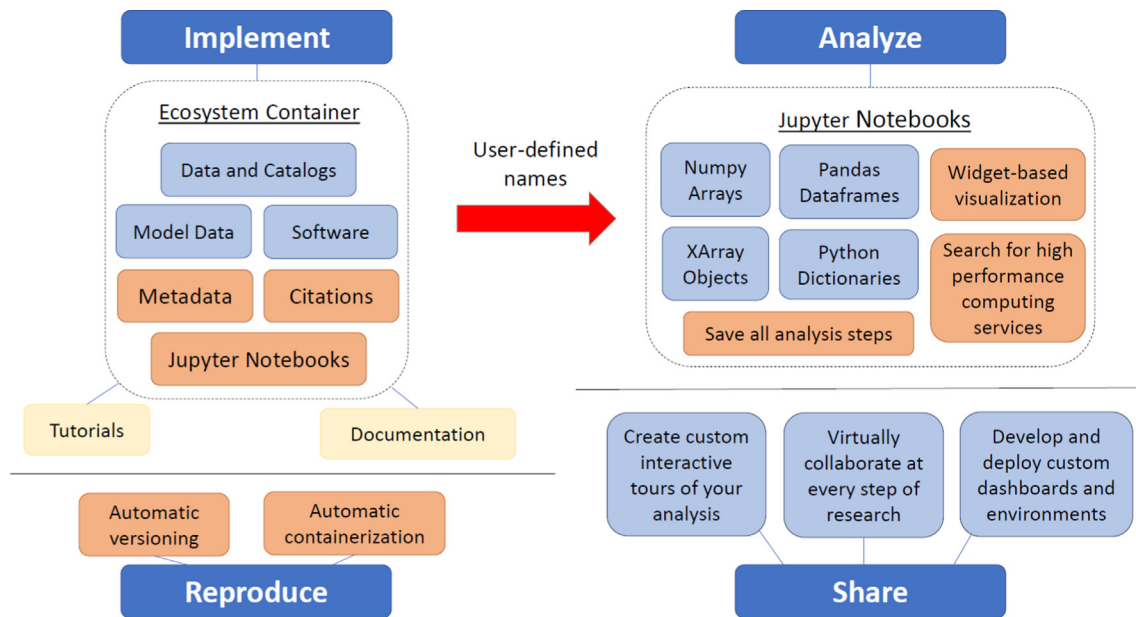 Implement
Ecosystem Container
Data and Catalogs
Model Data
Software
Metadata
Citations
Jupyter Notebooks
Tutorials
Documentation
User-defined
names
Analyze
Jupyter Notebooks
Numpy
Arrays
Pandas
Dataframes
Widget-based
visualization
XArray
Objects
Python
Dictionaries
Search for high
performance
computing
services
Save all analysis steps
Automatic
versioning
Automatic
containerization
Reproduce
Create custom
interactive
tours of your
analysis
Virtually
collaborate at
every step of
research
Develop and
deploy custom
dashboards and
environments
Share